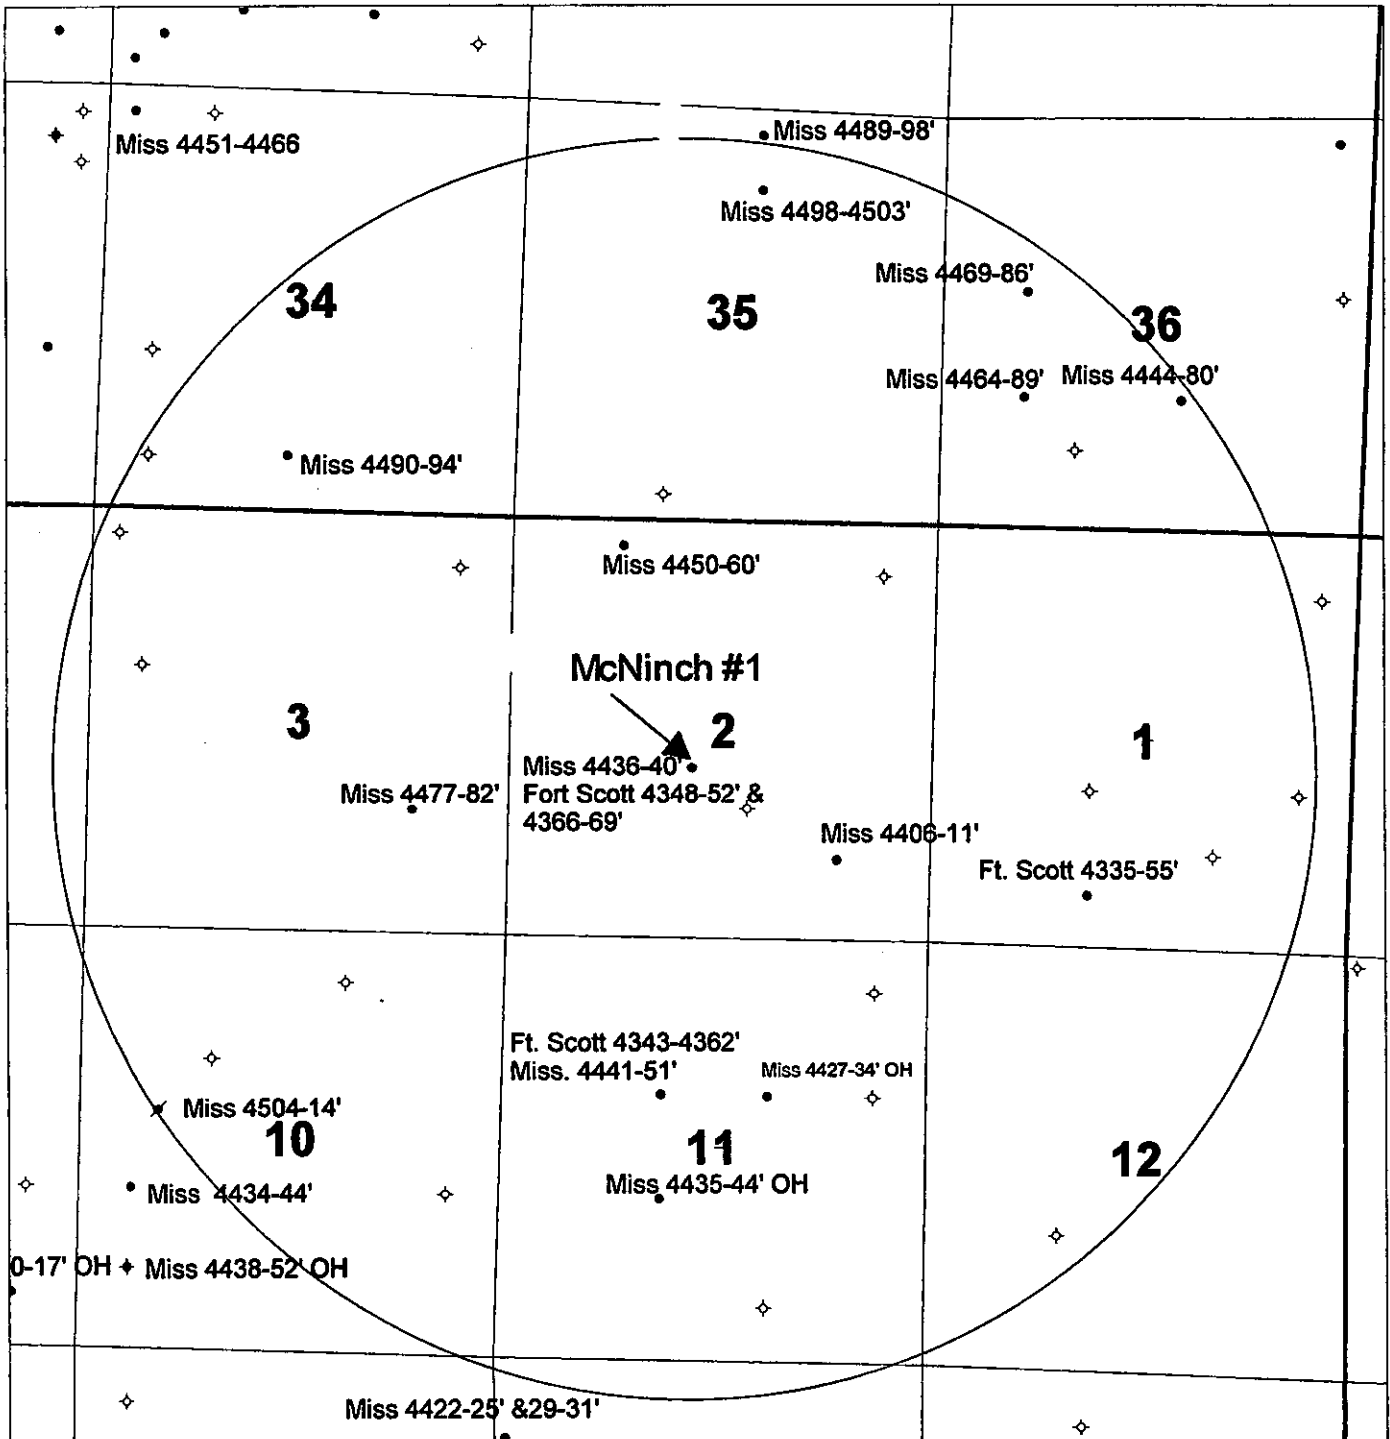 Miss 4489-98'
Miss 4451-4466
Miss 4498-4503'
Miss 4469-86'
34
35
36
Miss 4464-89'
Miss 4444-80'
Miss 4490-94'
Miss 4450-60'
McNinch #1
3
2
1
Miss 4436-40'
Miss 4477-82'
Fort Scott 4348-52' &
4366-69'
Miss 4406-11'
Ft. Scott 4335-55'
Ft. Scott 4343-4362'
Miss. 4441-51'
Miss 4427-34' OH
Miss 4504-14'
10
11
12
Miss 4435-44' OH
Miss 4434-44'
0-17' OH
Miss 4438-52' OH
Miss 4422-25' &29-31'